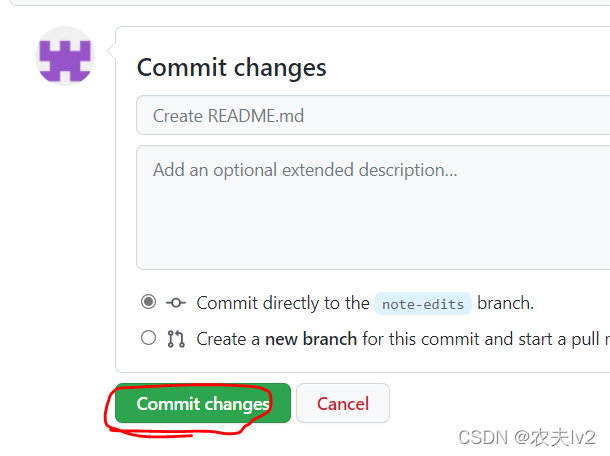 Commit changes
Create README.md
Add an optional extended description...
Commit directly to the note-edits branch.
Create a new branch for this commit and start a pull
Commit changes Cancel
CSDN @农夫lv2